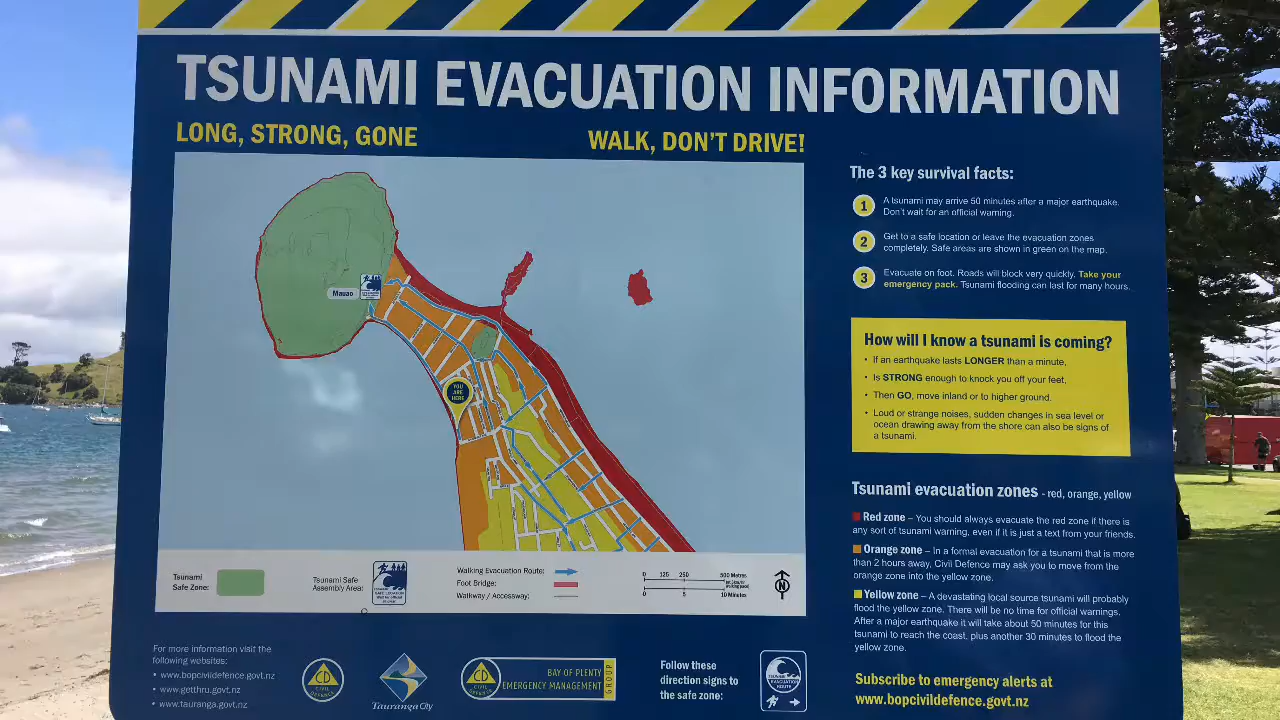 TSUNAMI EVACUATION INFORMATION
LONG, STRONG, GONE
WALK, DON'T DRIVE!
Mauao
YOU
ARE
HERE
Tsunami
Safe Zone:
Tsunami Safe
Assembly Area:
Walking Evacuation Route:
Foot Bridge:
Walkway / Accessway:
0 125 250 500 Metres
0 5 10 Minutes
N
The 3 key survival facts:
1 A tsunami may arrive 50 minutes after a major earthquake.
Don't wait for an official warning.
2 Get to a safe location or leave the evacuation zones
completely. Safe areas are shown in green on the map.
3 Evacuate on foot. Roads will block very quickly. Take your
emergency pack. Tsunami flooding can last for many hours.
How will I know a tsunami is coming?
• If an earthquake lasts LONGER than a minute,
• Is STRONG enough to knock you off your feet,
• Then GO, move inland or to higher ground.
• Loud or strange noises, sudden changes in sea level or
ocean drawing away from the shore can also be signs of
a tsunami.
Tsunami evacuation zones - red, orange, yellow
Red zone – You should always evacuate the red zone if there is
any sort of tsunami warning, even if it is just a text from your friends.
Orange zone – In a formal evacuation for a tsunami that is more
than 2 hours away, Civil Defence may ask you to move from the
orange zone into the yellow zone.
Yellow zone – A devastating local source tsunami will probably
flood the yellow zone. There will be no time for official warnings.
After a major earthquake it will take about 50 minutes for this
tsunami to reach the coast, plus another 30 minutes to flood the
yellow zone.
Subscribe to emergency alerts at
www.bopcivildefence.govt.nz
For more information visit the
following websites:
• www.bopcivildefence.govt.nz
• www.getthru.govt.nz
• www.tauranga.govt.nz
CD
CIVIL
DEFENCE
Tauranga City
CD
CIVIL
DEFENCE
BAY OF PLENTY
EMERGENCY MANAGEMENT
GROUP
Follow these
direction signs to
the safe zone:
TSUNAMI
EVACUATION
ROUTE